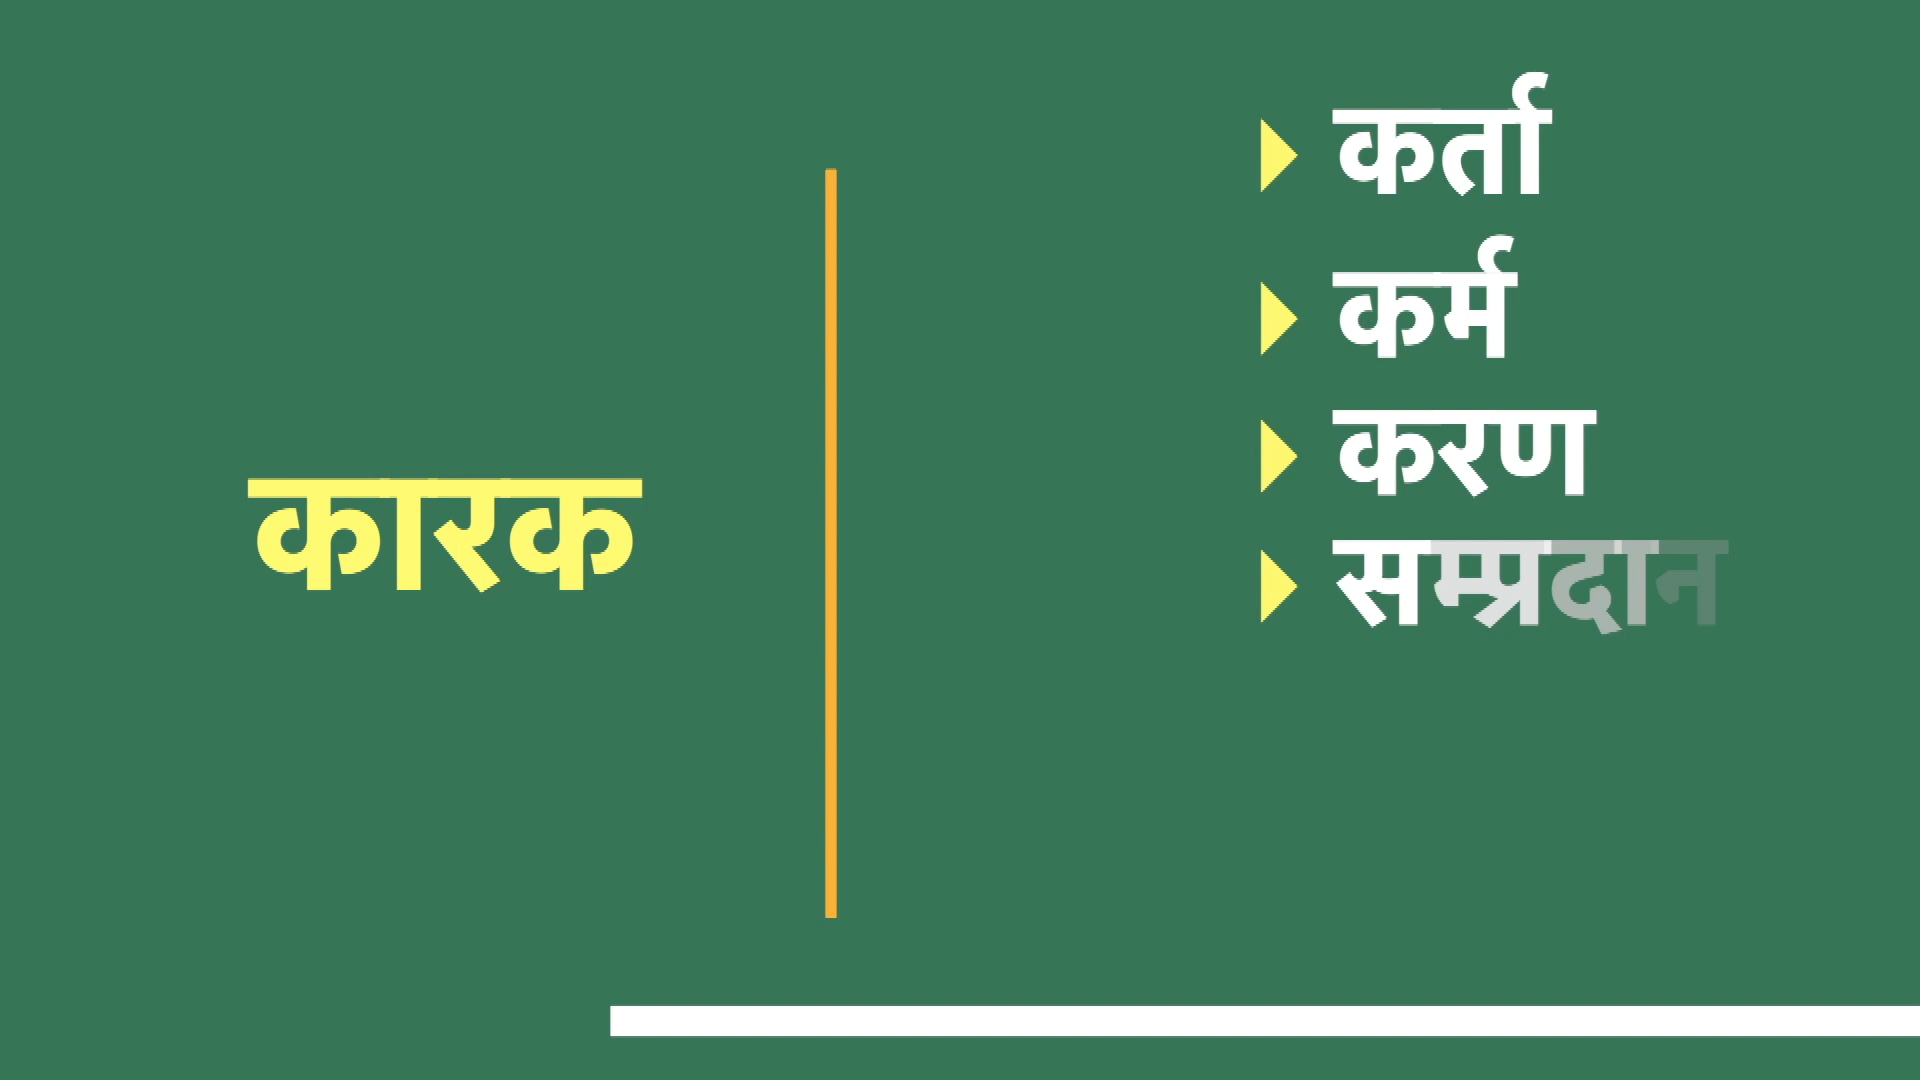 कारक
कर्ता
कर्म
करण
सम्प्रदान